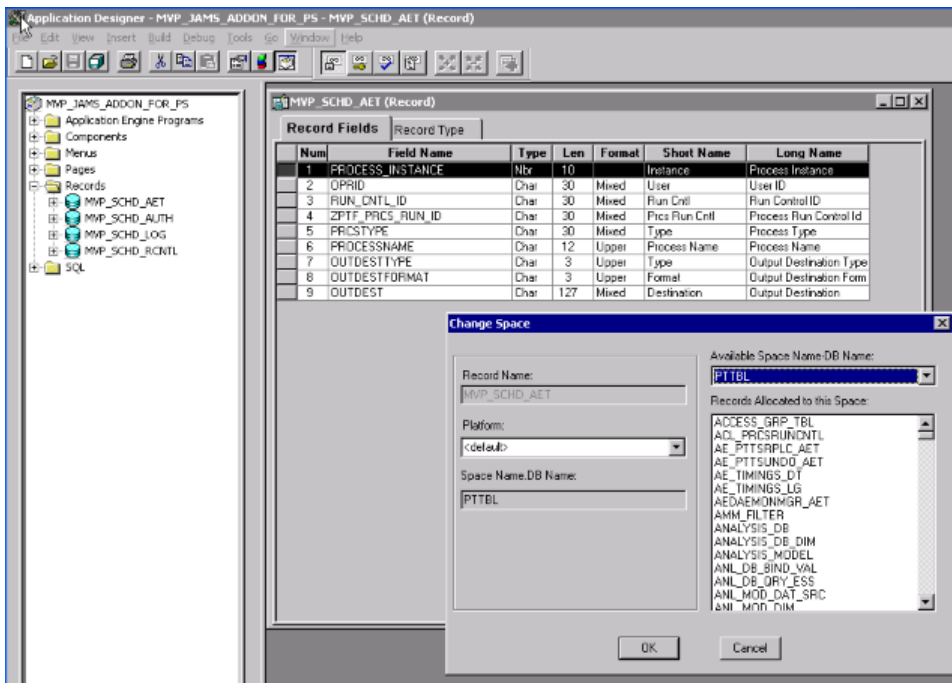 Application Designer - MVP_JAMS_ADDON_FOR_PS - MVP_SCHD_AET (Record)
File Edit View Insert Build Debug Tools Go Window Help
MVP_JAMS_ADDON_FOR_PS
Application Engine Programs
Components
Menus
Pages
Records
MVP_SCHD_AET
MVP_SCHD_AUTH
MVP_SCHD_LOG
MVP_SCHD_RCNTL
SQL
MVP_SCHD_AET (Record)
Record Fields Record Type
Num Field Name Type Len Format Short Name Long Name
1 PROCESS_INSTANCE Nbr 10 Instance Process Instance
2 OPRID Char 30 Mixed User User ID
3 RUN_CNTL_ID Char 30 Mixed Run Cntl Run Control ID
4 ZPTF_PRCS_RUN_ID Char 30 Mixed Prcs Run Cntl Process Run Control Id
5 PRCSTYPE Char 30 Mixed Type Process Type
6 PROCESSNAME Char 12 Upper Process Name Process Name
7 OUTDESTTYPE Char 3 Upper Type Output Destination Type
8 OUTDESTFORMAT Char 3 Upper Format Output Destination Form
9 OUTDEST Char 127 Mixed Destination Output Destination
Change Space
Record Name:
MVP_SCHD_AET
Platform:
<default>
Space Name.DB Name:
PTTBL
Available Space Name-DB Name:
PTTBL
Records Allocated to this Space:
ACCESS_GRP_TBL
ACL_PRCSRUNCNTL
AE_PTTSRPLC_AET
AE_PTTSUNDO_AET
AE_TIMINGS_DT
AE_TIMINGS_LG
AEDAEMONMGR_AET
AMM_FILTER
ANALYSIS_DB
ANALYSIS_DB_DIM
ANALYSIS_MODEL
ANL_DB_BIND_VAL
ANL_DB_QRY_ESS
ANL_MOD_DAT_SRC
ANL_MOD_DIM
OK Cancel